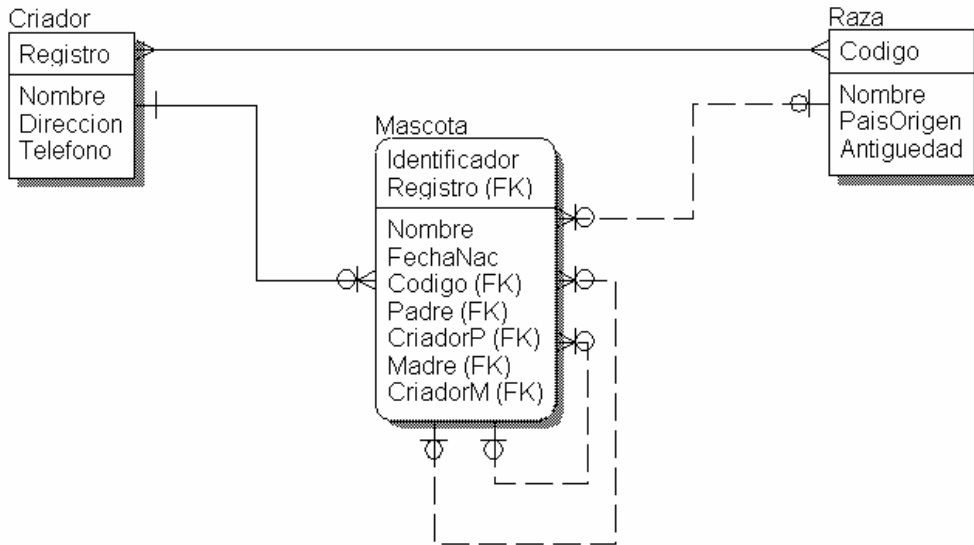 Criador
Registro
Nombre
Direccion
Telefono
Raza
Codigo
Nombre
PaisOrigen
Antiguedad
Mascota
Identificador
Registro (FK)
Nombre
FechaNac
Codigo (FK)
Padre (FK)
CriadorP (FK)
Madre (FK)
CriadorM (FK)